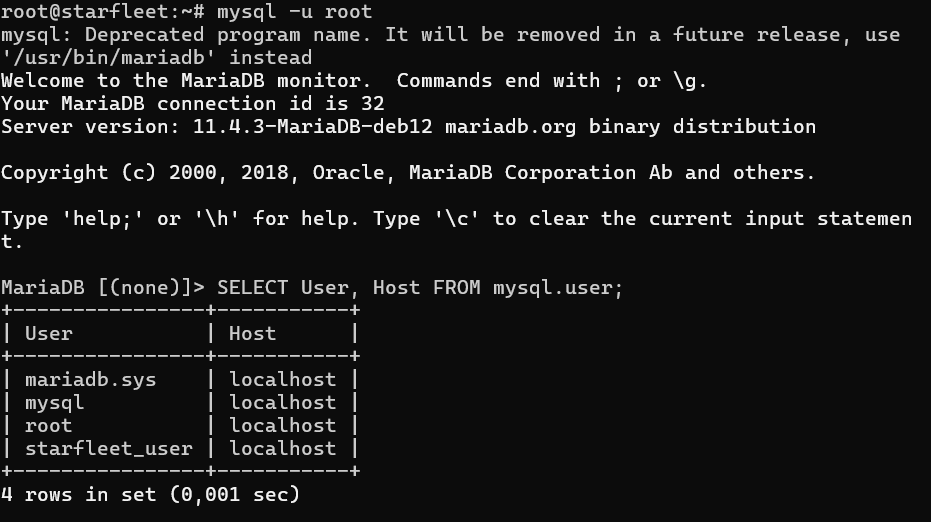 root@starfleet:~# mysql -u root
mysql: Deprecated program name. It will be removed in a future release, use
'/usr/bin/mariadb' instead
Welcome to the MariaDB monitor.  Commands end with ; or \g.
Your MariaDB connection id is 32
Server version: 11.4.3-MariaDB-deb12 mariadb.org binary distribution

Copyright (c) 2000, 2018, Oracle, MariaDB Corporation Ab and others.

Type 'help;' or '\h' for help. Type '\c' to clear the current input statemen
t.

MariaDB [(none)]> SELECT User, Host FROM mysql.user;
+----------------+-----------+
| User           | Host      |
+----------------+-----------+
| mariadb.sys    | localhost |
| mysql          | localhost |
| root           | localhost |
| starfleet_user | localhost |
+----------------+-----------+
4 rows in set (0,001 sec)